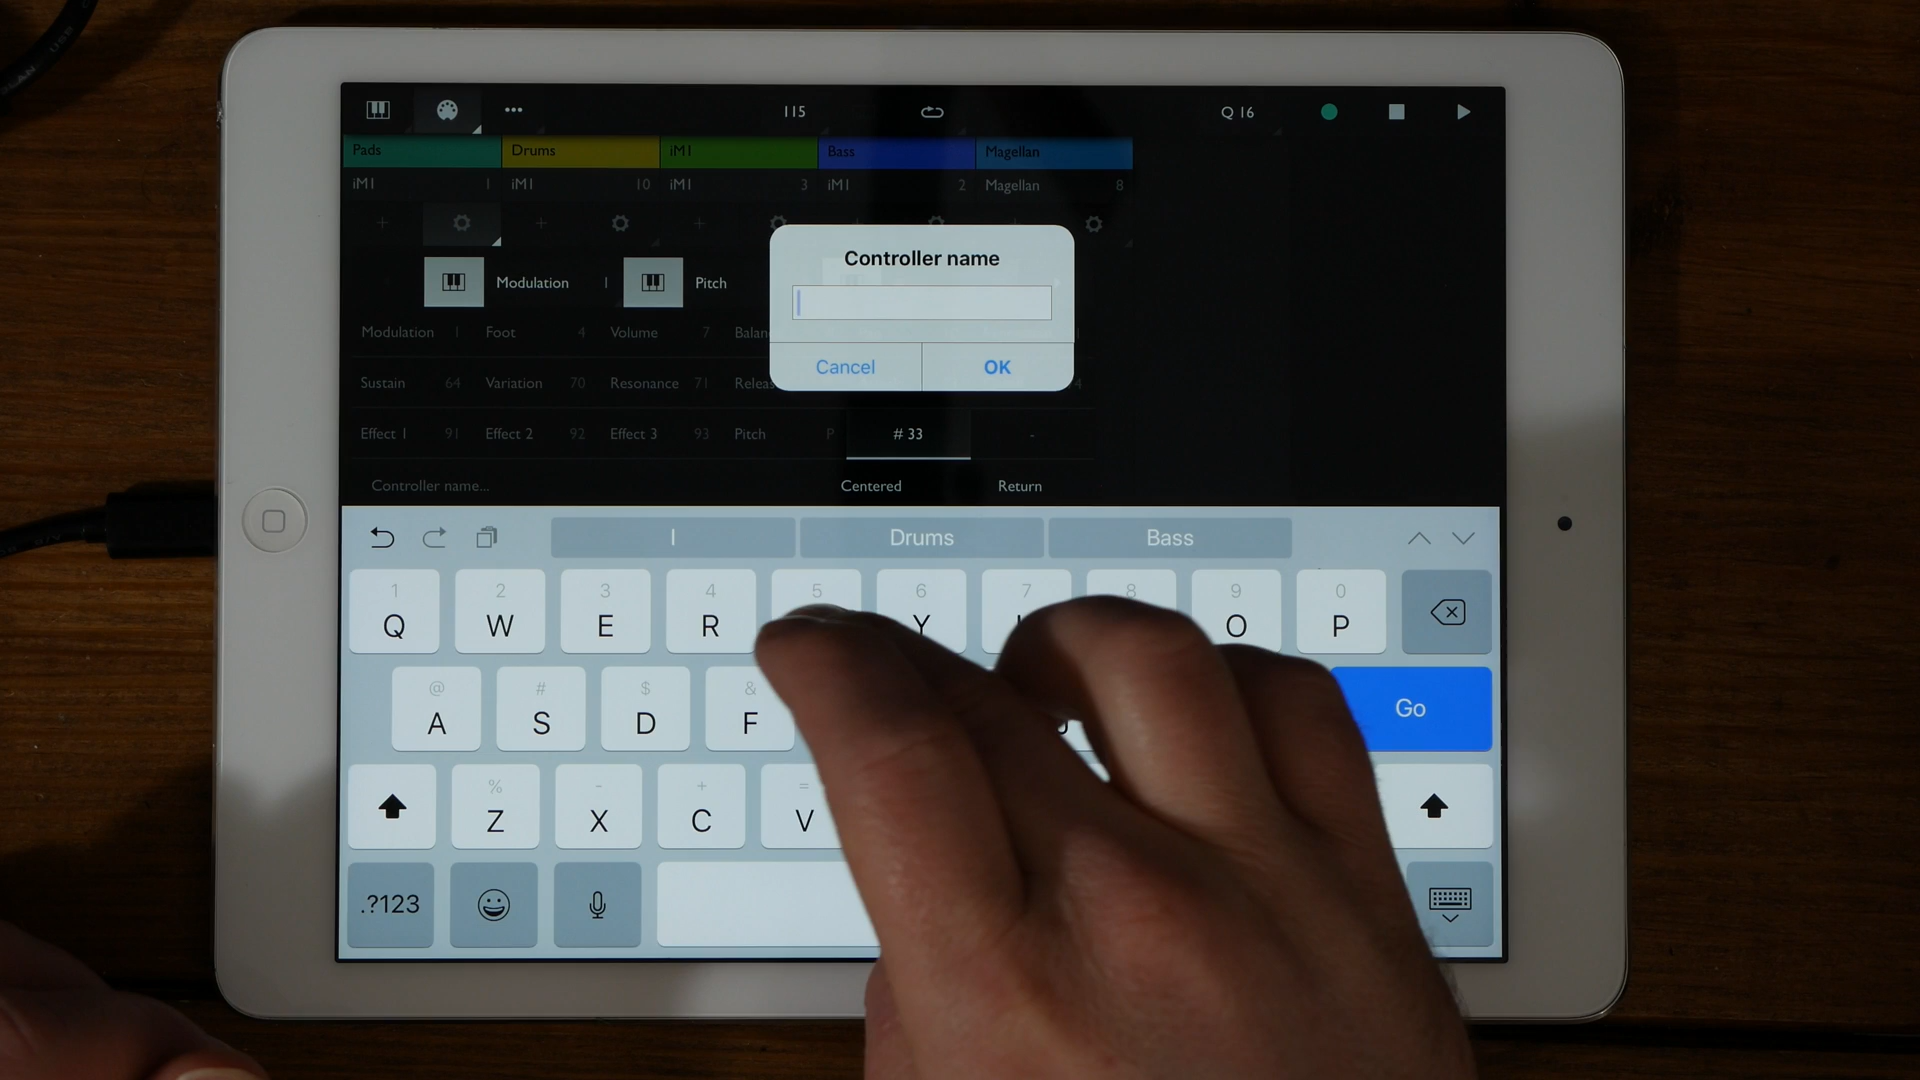 115 Q 16
Pads Drums iM1 Bass Magellan
iM1 1 iM1 10 iM1 3 iM1 2 Magellan 8
Controller name
Modulation 1 Pitch
Modulation 1 Foot 4 Volume 7
Cancel OK
Sustain 64 Variation 70 Resonance 71
Effect 1 91 Effect 2 92 Effect 3 93 Pitch P # 33 -
Controller name... Centered Return
I Drums Bass
1 2 3 4 5 6 7 8 9 0
Q W E R Y O P
@ # $ &
A S D F Go
% - + =
Z X C V
.?123